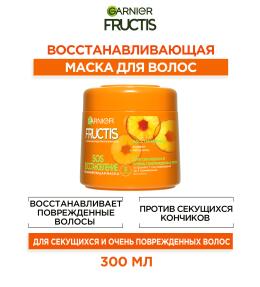 GARNIER
FRUCTIS
ВОССТАНАВЛИВАЮЩАЯ
МАСКА ДЛЯ ВОЛОС
GARNIER
FRUCTIS
SOS
ВОССТАНОВЛЕНИЕ
ВОССТАНАВЛИВАЕТ
ПОВРЕЖДЕННЫЕ
ВОЛОСЫ
ПРОТИВ СЕКУЩИХСЯ
КОНЧИКОВ
ДЛЯ СЕКУЩИХСЯ И ОЧЕНЬ ПОВРЕЖДЕННЫХ ВОЛОС
300 МЛ